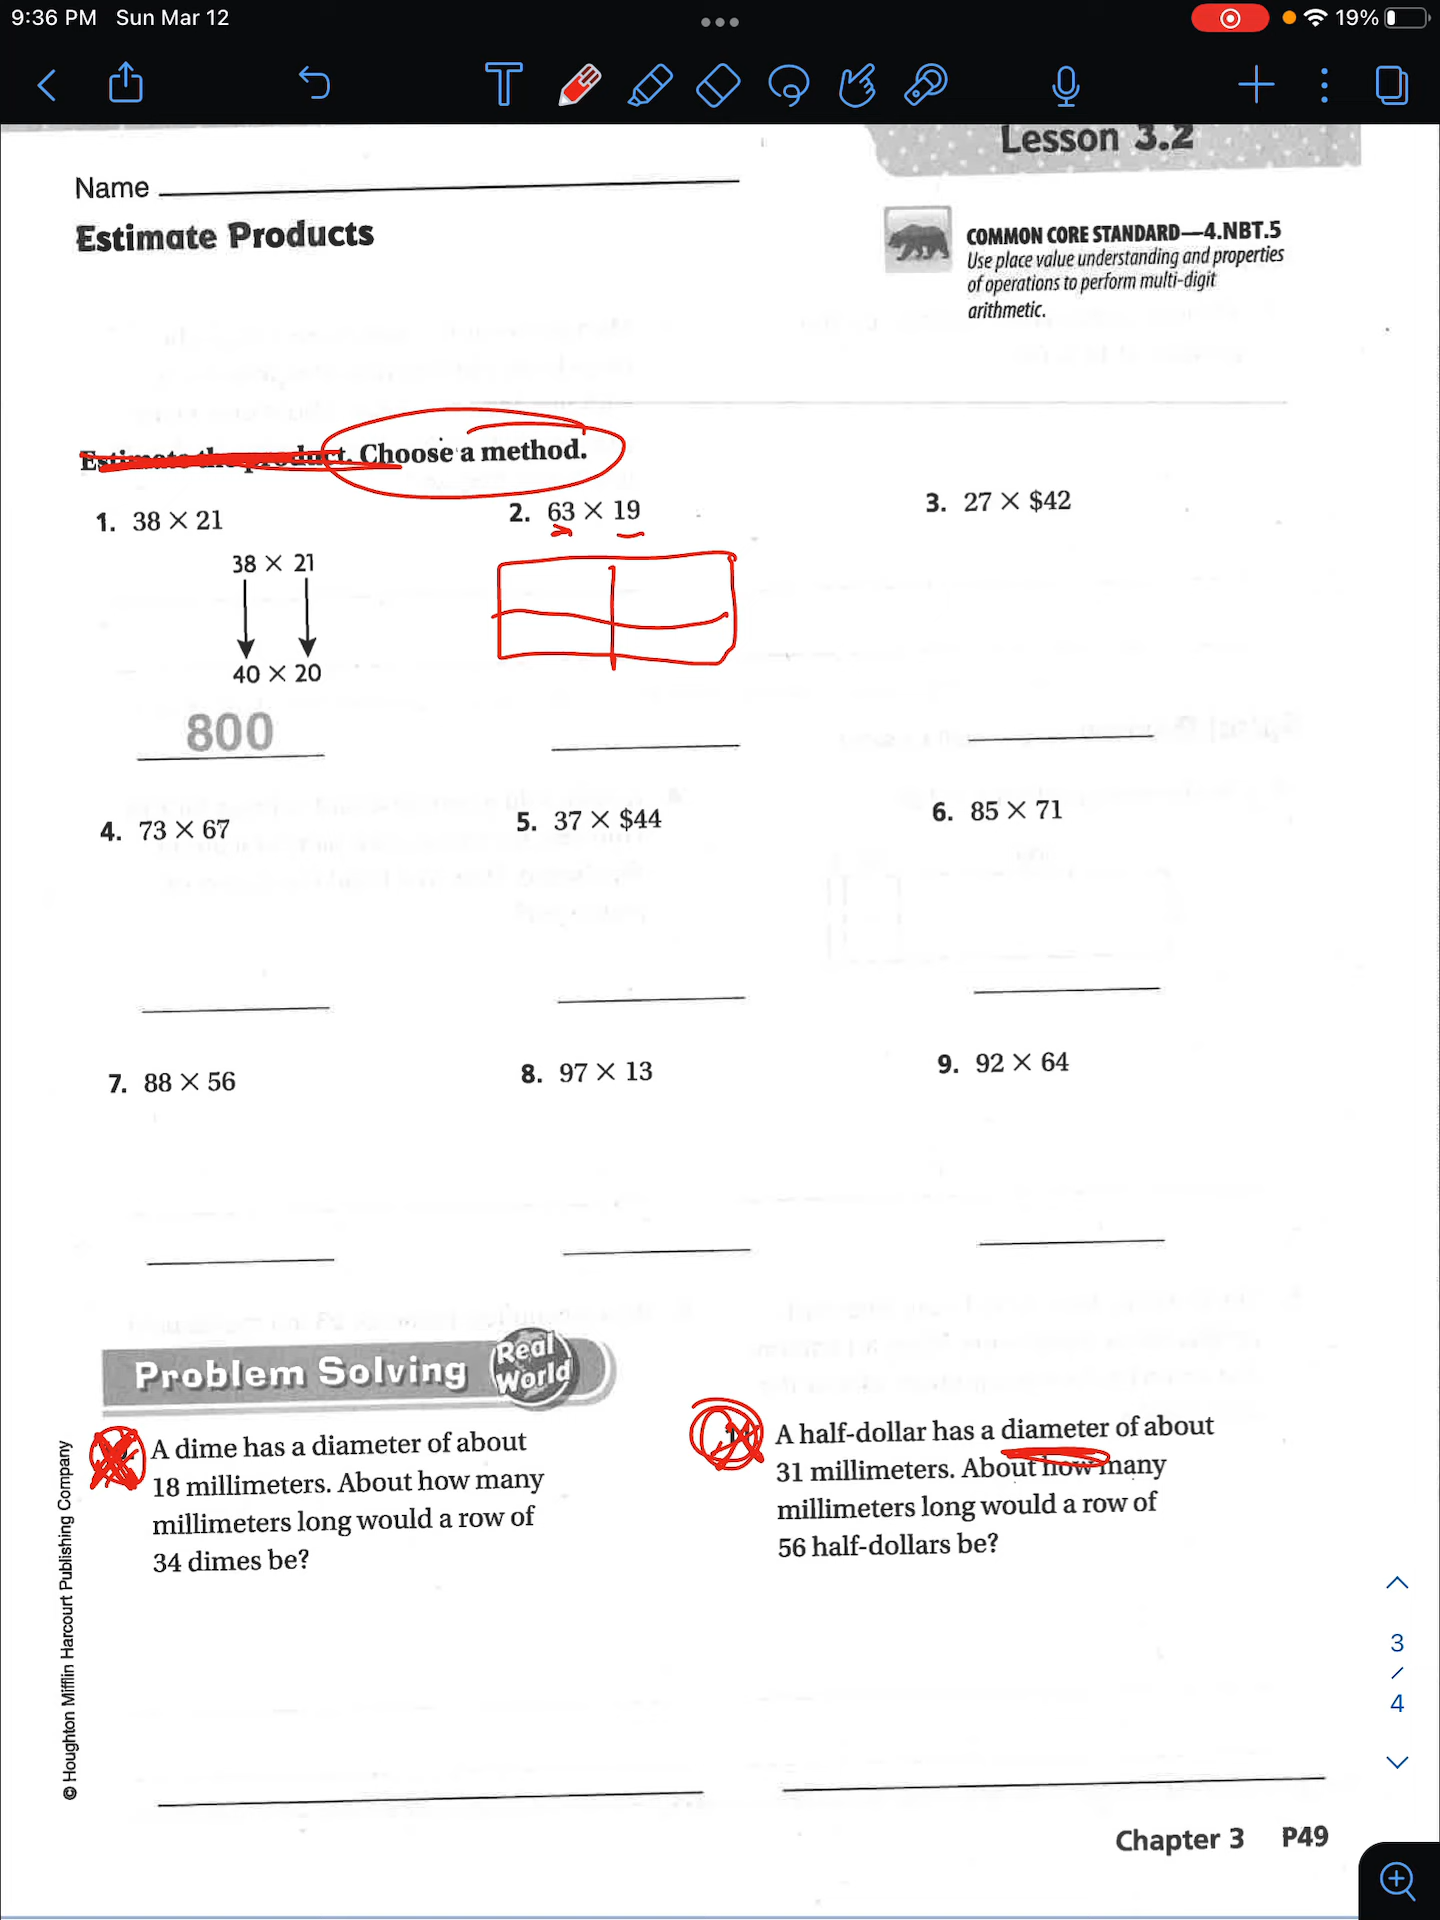 9:36 PM Sun Mar 12
19%
Lesson 3.2
Name
Estimate Products
COMMON CORE STANDARD—4.NBT.5
Use place value understanding and properties
of operations to perform multi-digit
arithmetic.
Estimate the product. Choose a method.
1. 38 × 21
38 × 21
40 × 20
800
2. 63 × 19
3. 27 × $42
4. 73 × 67
5. 37 × $44
6. 85 × 71
7. 88 × 56
8. 97 × 13
9. 92 × 64
Problem Solving Real World
A dime has a diameter of about
18 millimeters. About how many
millimeters long would a row of
34 dimes be?
A half-dollar has a diameter of about
31 millimeters. About how many
millimeters long would a row of
56 half-dollars be?
© Houghton Mifflin Harcourt Publishing Company
3
/
4
Chapter 3 P49